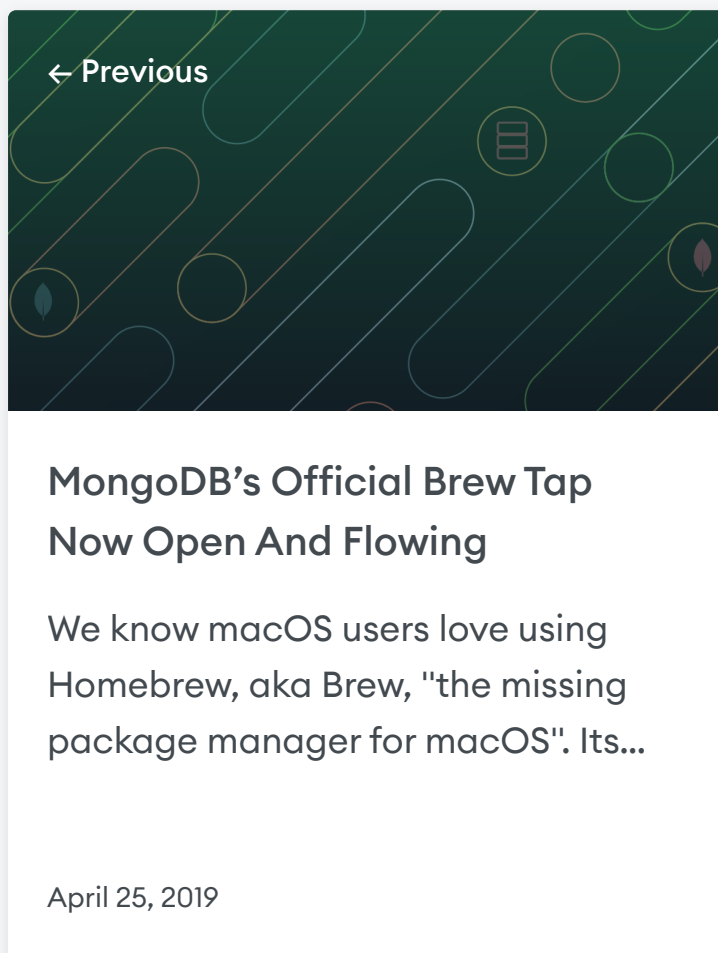 ← Previous
MongoDB’s Official Brew Tap
Now Open And Flowing
We know macOS users love using
Homebrew, aka Brew, "the missing
package manager for macOS". Its...
April 25, 2019